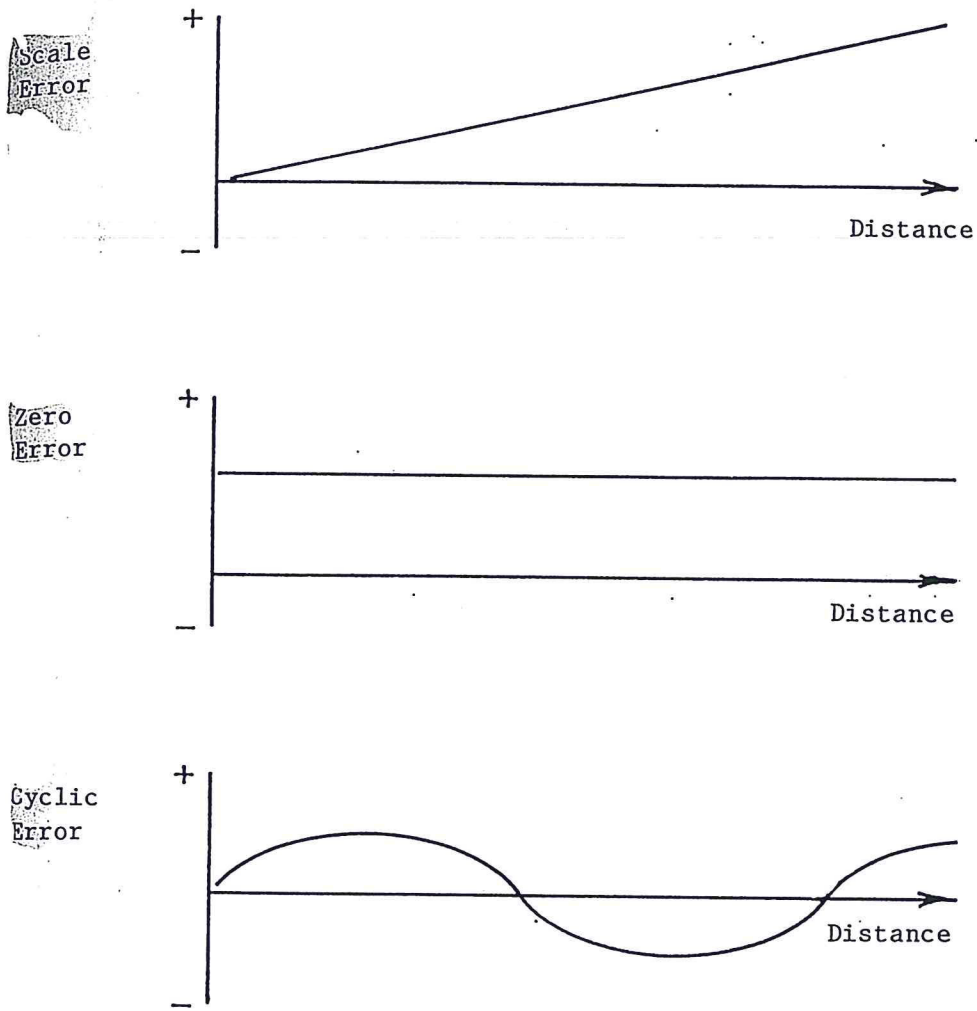 +
Scale
Error
Distance
−
+
Zero
Error
Distance
−
+
Cyclic
Error
Distance
−